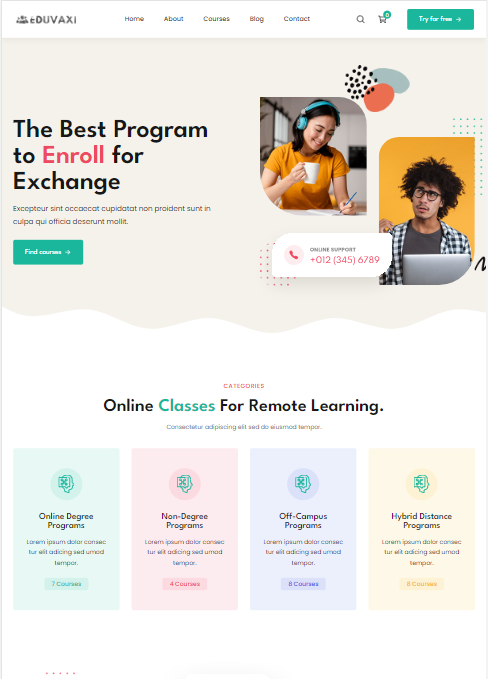 EDUVAXI
Home
About
Courses
Blog
Contact
0
Try for free →
The Best Program
to Enroll for
Exchange
Excepteur sint occaecat cupidatat non proident sunt in
culpa qui officia deserunt mollit.
Find courses →
ONLINE SUPPORT
+012 (345) 6789
CATEGORIES
Online Classes For Remote Learning.
Consectetur adipiscing elit sed do eiusmod tempor.
Online Degree
Programs
Lorem ipsum dolor consec
tur elit adicing sed umod
tempor.
7 Courses
Non-Degree
Programs
Lorem ipsum dolor consec
tur elit adicing sed umod
tempor.
4 Courses
Off-Campus
Programs
Lorem ipsum dolor consec
tur elit adicing sed umod
tempor.
8 Courses
Hybrid Distance
Programs
Lorem ipsum dolor consec
tur elit adicing sed umod
tempor.
8 Courses